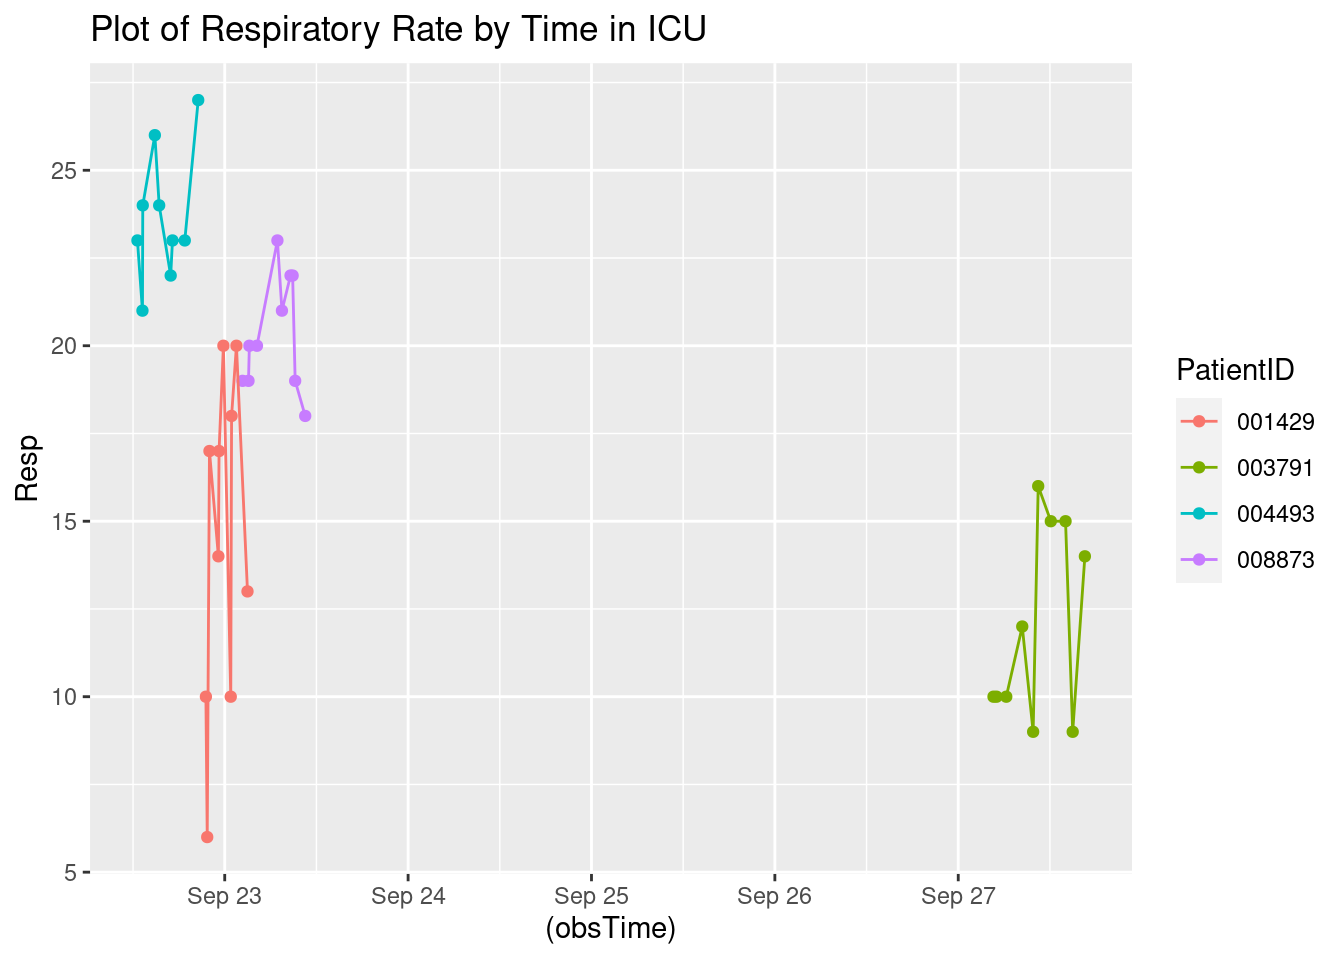 Plot of Respiratory Rate by Time in ICU
25
20
15
10
5
Resp
Sep 23
Sep 24
Sep 25
Sep 26
Sep 27
(obsTime)
PatientID
001429
003791
004493
008873